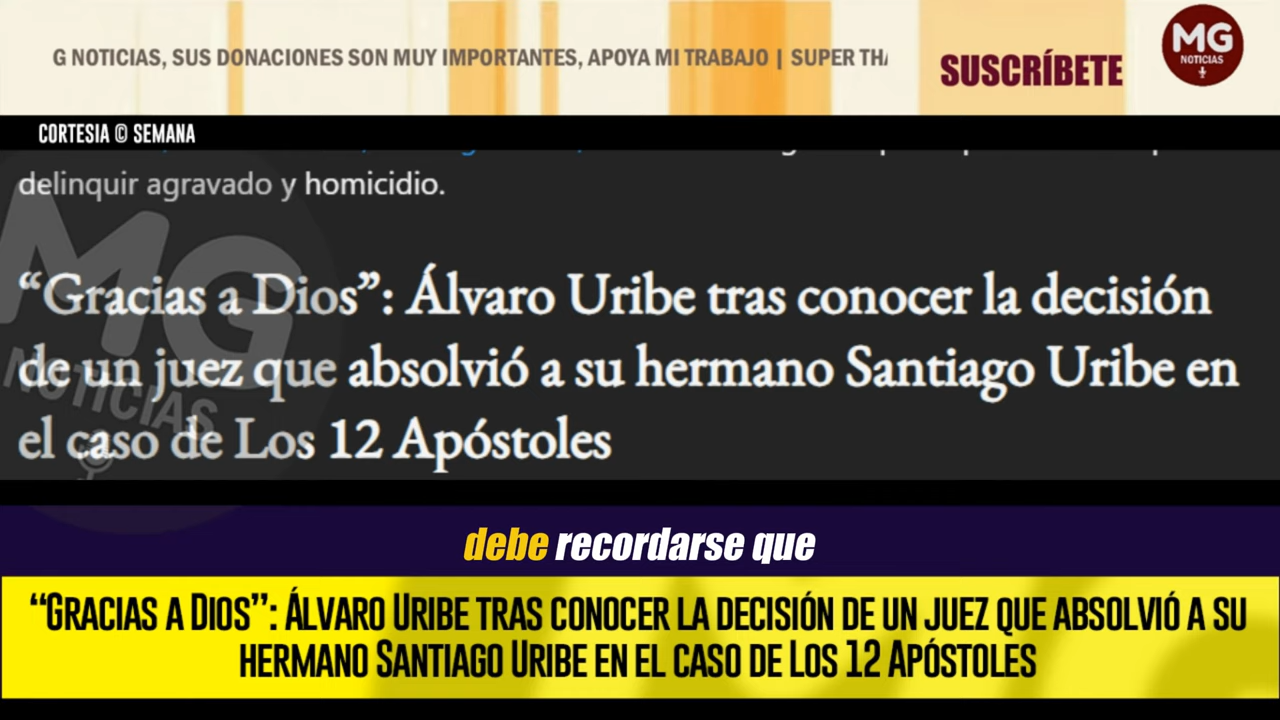 G NOTICIAS, SUS DONACIONES SON MUY IMPORTANTES, APOYA MI TRABAJO | SUPER
SUSCRÍBETE
MG
NOTICIAS
CORTESIA © SEMANA
delinquir agravado y homicidio.
“Gracias a Dios”: Álvaro Uribe tras conocer la decisión
de un juez que absolvió a su hermano Santiago Uribe en
el caso de Los 12 Apóstoles
MG
NOTICIAS
debe recordarse que
“GRACIAS A DIOS”: ÁLVARO URIBE TRAS CONOCER LA DECISIÓN DE UN JUEZ QUE ABSOLVIÓ A SU
HERMANO SANTIAGO URIBE EN EL CASO DE LOS 12 APÓSTOLES